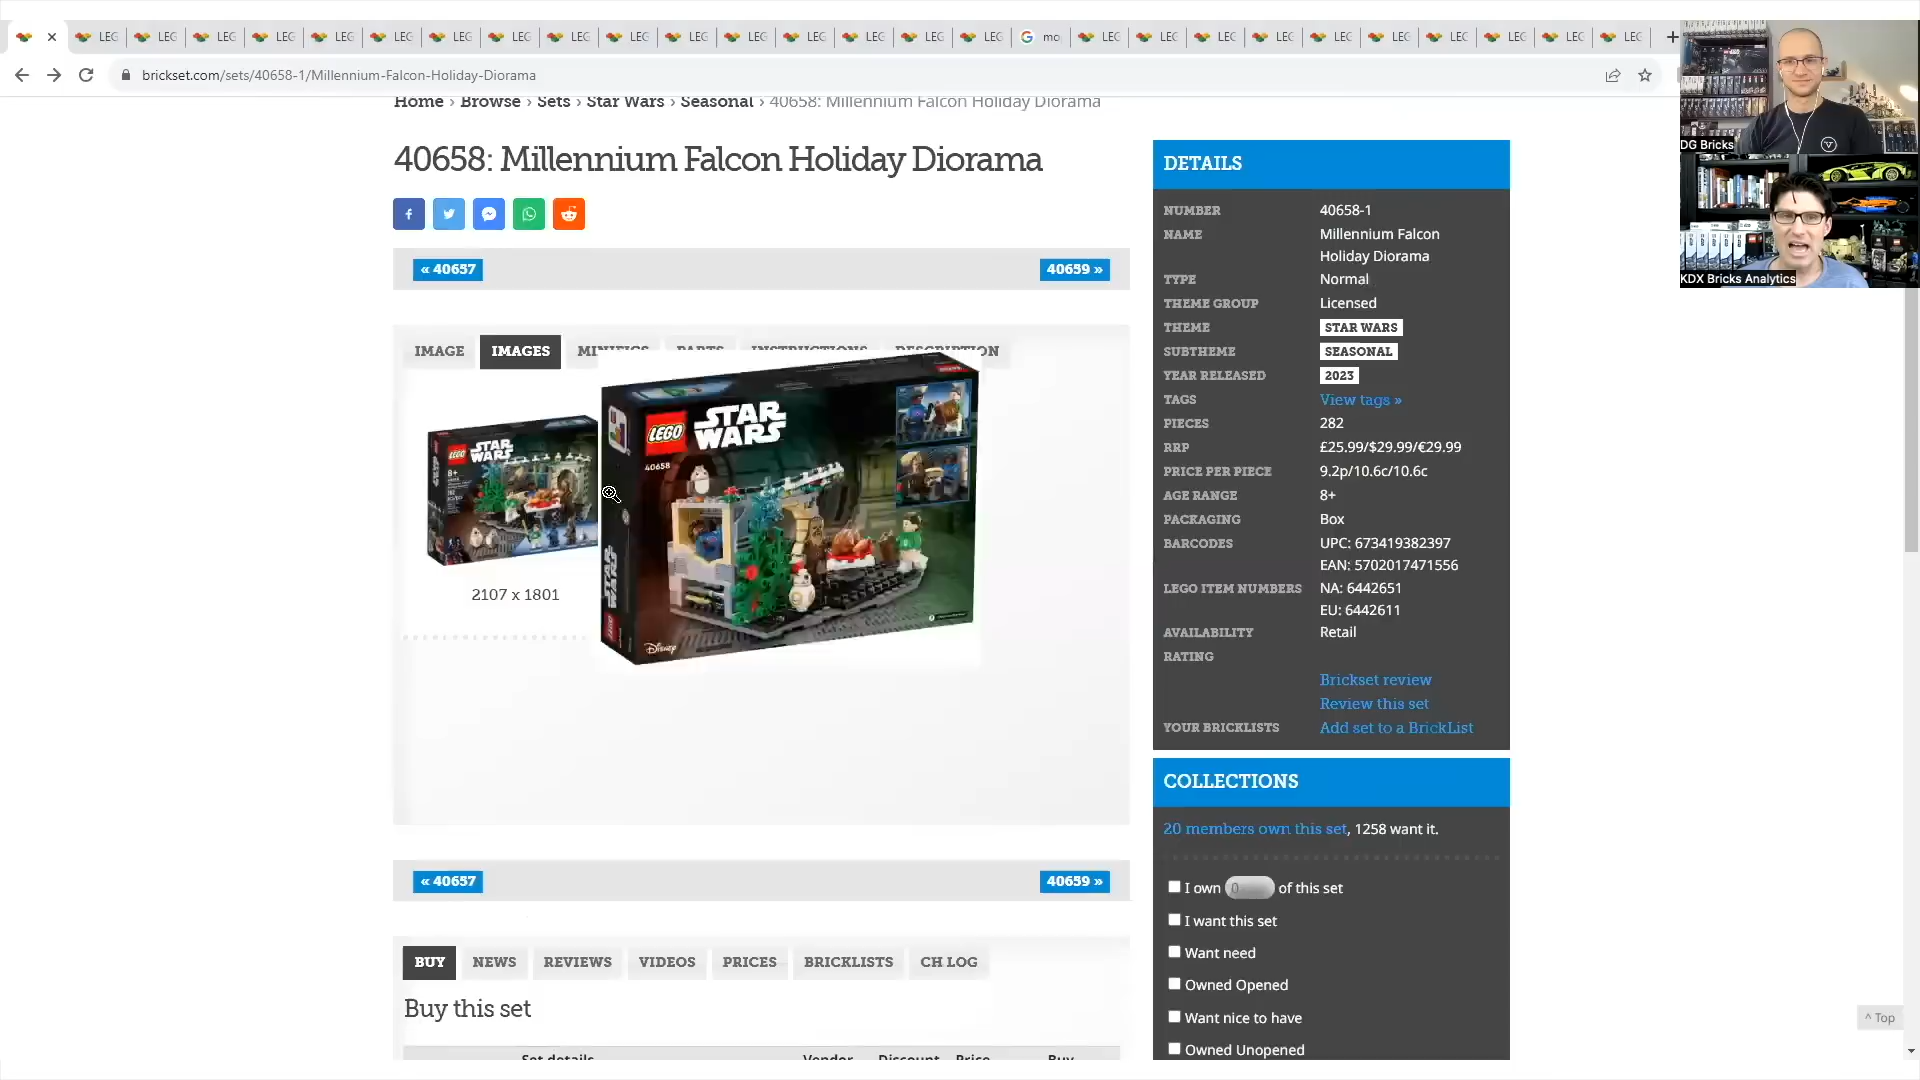 LEG LEG LEG LEG LEG LEG LEG LEG LEG LEG LEG LEG LEG LEG LEG LEG mo LEG LEG LEG LEG LEG LEG LEG LEG LEG LEG
brickset.com/sets/40658-1/Millennium-Falcon-Holiday-Diorama
Home › Browse › Sets › Star Wars › Seasonal › 40658: Millennium Falcon Holiday Diorama
40658: Millennium Falcon Holiday Diorama
« 40657
40659 »
IMAGE IMAGES MINIFIGS PARTS INSTRUCTIONS DESCRIPTION
LEGO STAR WARS
8+
2107 x 1801
LEGO STAR WARS
40658
STAR WARS
Disney
« 40657
40659 »
BUY NEWS REVIEWS VIDEOS PRICES BRICKLISTS CH LOG
Buy this set
Set details Vendor Discount Price Buy
DETAILS
NUMBER 40658-1
NAME Millennium Falcon
Holiday Diorama
TYPE Normal
THEME GROUP Licensed
THEME STAR WARS
SUBTHEME SEASONAL
YEAR RELEASED 2023
TAGS View tags »
PIECES 282
RRP £25.99/$29.99/€29.99
PRICE PER PIECE 9.2p/10.6c/10.6c
AGE RANGE 8+
PACKAGING Box
BARCODES UPC: 673419382397
EAN: 5702017471556
LEGO ITEM NUMBERS NA: 6442651
EU: 6442611
AVAILABILITY Retail
RATING
Brickset review
Review this set
YOUR BRICKLISTS Add set to a BrickList
COLLECTIONS
20 members own this set, 1258 want it.
I own 0 of this set
I want this set
Want need
Owned Opened
Want nice to have
Owned Unopened
DG Bricks
KDX Bricks Analytics
^ Top